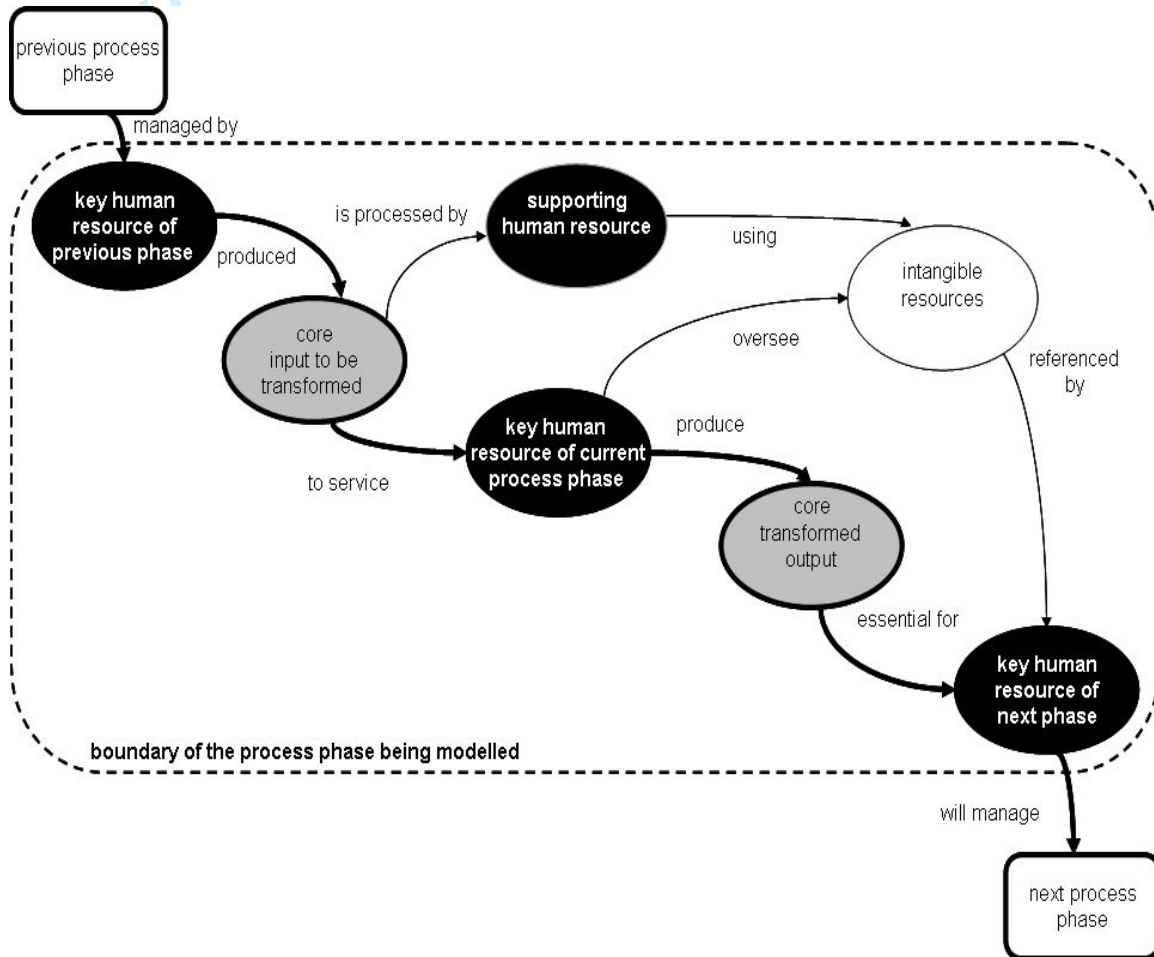 previous process
phase
managed by
key human
resource of
previous phase
produced
is processed by
supporting
human resource
using
intangible
resources
core
input to be
transformed
oversee
referenced
by
to service
key human
resource of current
process phase
produce
core
transformed
output
essential for
key human
resource of
next phase
boundary of the process phase being modelled
will manage
next process
phase